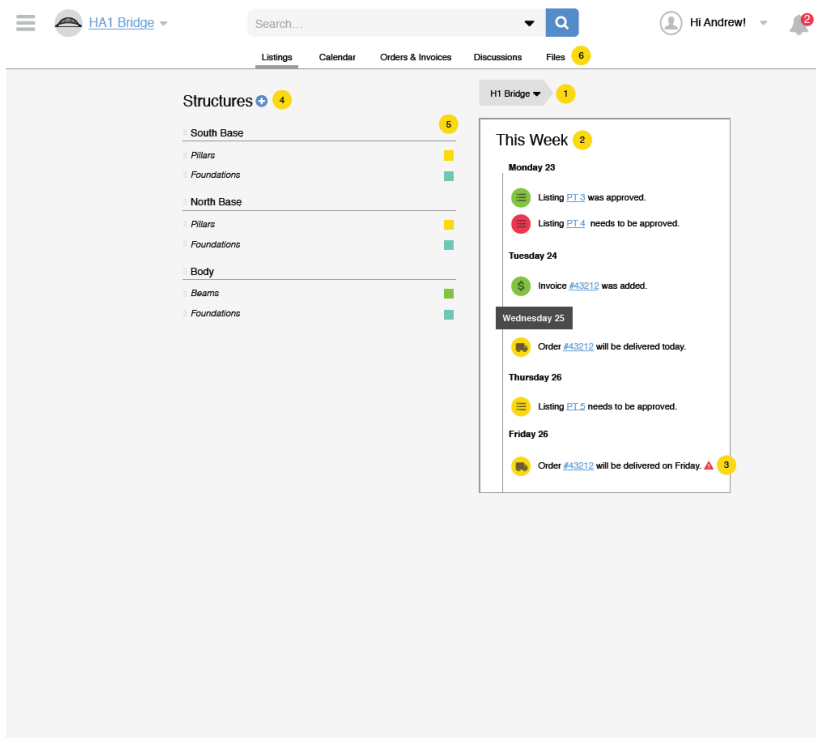 HA1 Bridge
Search...
Hi Andrew!
2
Listings Calendar Orders & Invoices Discussions Files 6
Structures 4
5
South Base
Pillars
Foundations
North Base
Pillars
Foundations
Body
Beams
Foundations
H1 Bridge 1
This Week 2
Monday 23
Listing PT 3 was approved.
Listing PT 4 needs to be approved.
Tuesday 24
$ Invoice #43212 was added.
Wednesday 25
Order #43212 will be delivered today.
Thursday 26
Listing PT 5 needs to be approved.
Friday 26
Order #43212 will be delivered on Friday. 3